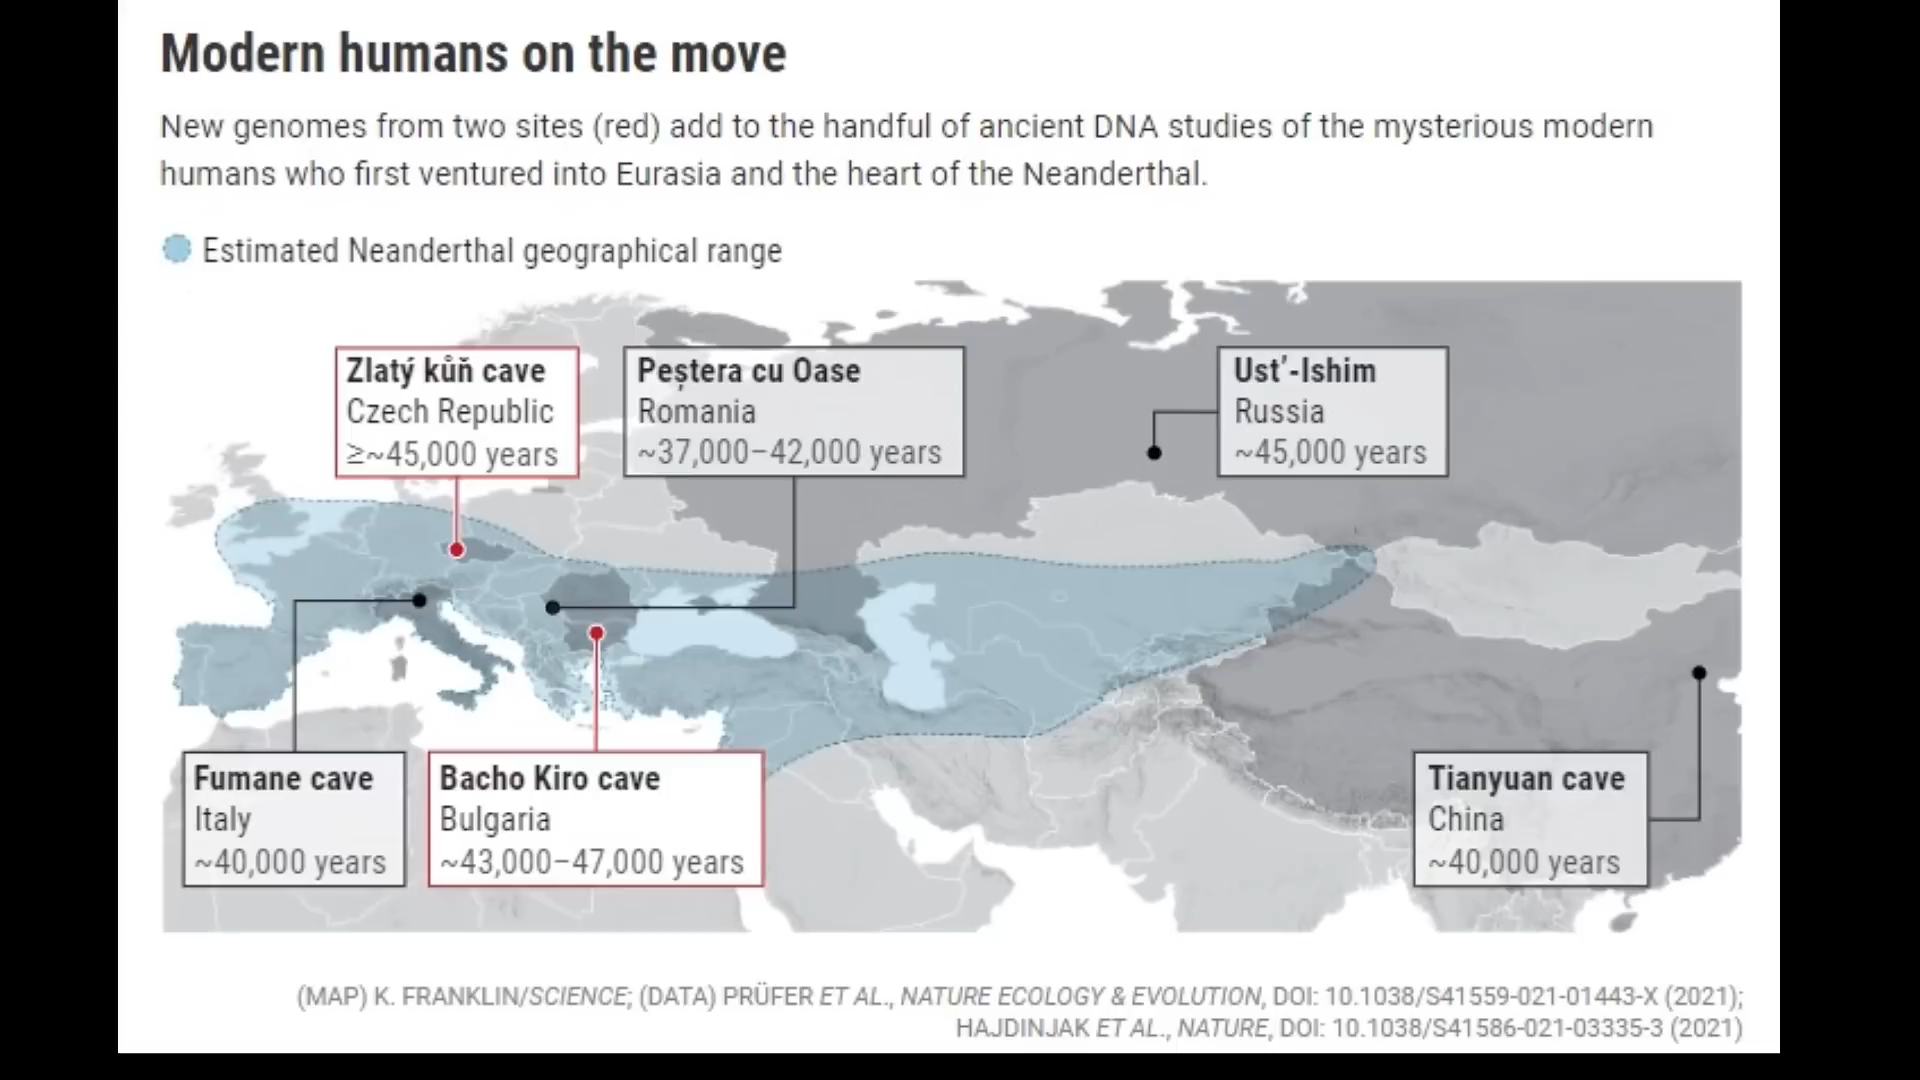 Modern humans on the move
New genomes from two sites (red) add to the handful of ancient DNA studies of the mysterious modern
humans who first ventured into Eurasia and the heart of the Neanderthal.
Estimated Neanderthal geographical range
Zlatý kůň cave
Czech Republic
≥~45,000 years
Peștera cu Oase
Romania
~37,000–42,000 years
Ust’-Ishim
Russia
~45,000 years
Fumane cave
Italy
~40,000 years
Bacho Kiro cave
Bulgaria
~43,000–47,000 years
Tianyuan cave
China
~40,000 years
(MAP) K. FRANKLIN/SCIENCE; (DATA) PRÜFER ET AL., NATURE ECOLOGY & EVOLUTION, DOI: 10.1038/S41559-021-01443-X (2021);
HAJDINJAK ET AL., NATURE, DOI: 10.1038/S41586-021-03335-3 (2021)